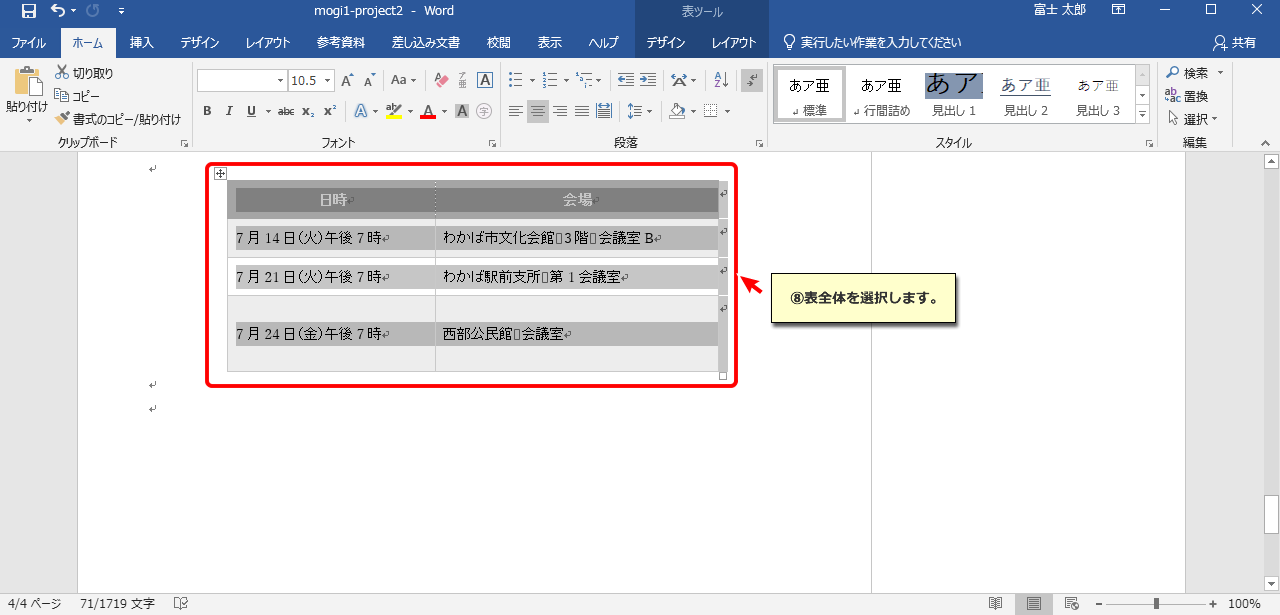 mogi1-project2 - Word
表ツール
富士 太郎
ファイル ホーム 挿入 デザイン レイアウト 参考資料 差し込み文書 校閲 表示 ヘルプ デザイン レイアウト 実行したい作業を入力してください 共有
貼り付け
切り取り
コピー
書式のコピー/貼り付け
クリップボード
10.5
フォント
段落
あア亜 あア亜 あア あア亜 あア亜
標準 行間詰め 見出し 1 見出し 2 見出し 3
スタイル
検索
置換
選択
編集
日時 会場
7 月 14 日(火)午後 7 時 わかば市文化会館□3 階□会議室 B
7 月 21 日(火)午後 7 時 わかば駅前支所□第 1 会議室
7 月 24 日(金)午後 7 時 西部公民館□会議室
⑧表全体を選択します。
4/4 ページ 71/1719 文字 100%